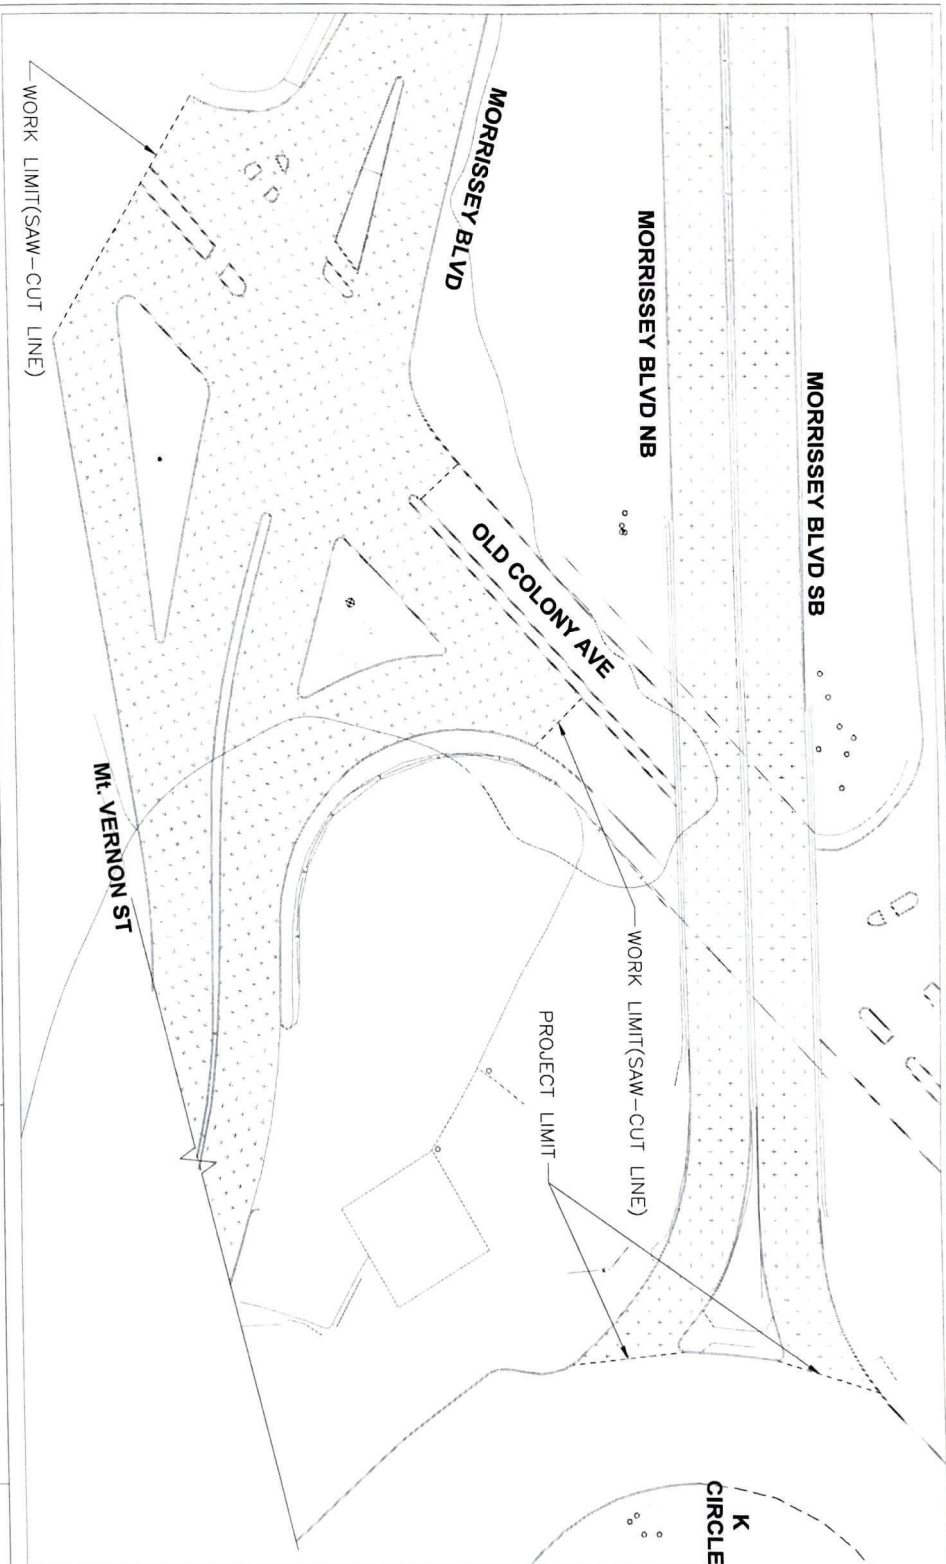 MORRISSEY BLVD SB
MORRISSEY BLVD NB
MORRISSEY BLVD
OLD COLONY AVE
WORK LIMIT(SAW-CUT LINE)
WORK LIMIT(SAW-CUT LINE)
PROJECT LIMIT
Mt. VERNON ST
K
CIRCLE